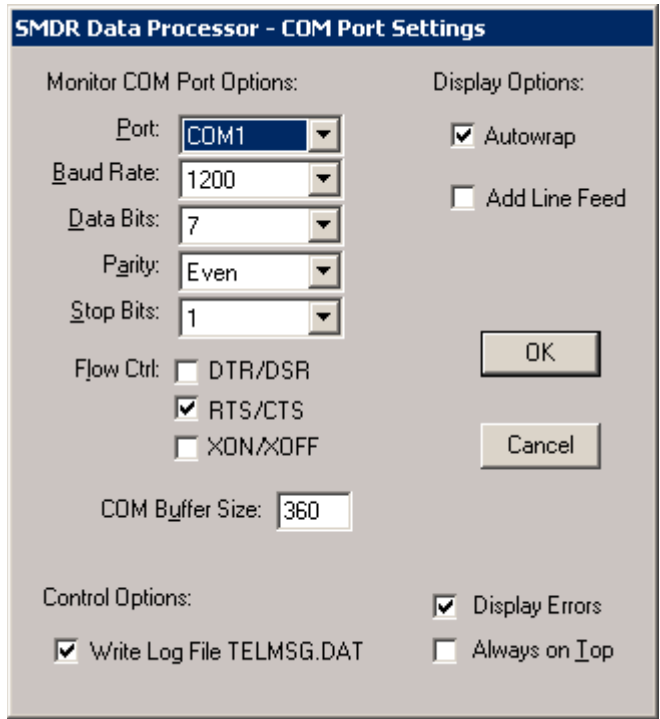 SMDR Data Processor - COM Port Settings
Monitor COM Port Options:
Display Options:
Port: COM1
Autowrap
Baud Rate: 1200
Add Line Feed
Data Bits: 7
Parity: Even
Stop Bits: 1
OK
Flow Ctrl: DTR/DSR
RTS/CTS
XON/XOFF
Cancel
COM Buffer Size: 360
Control Options:
Display Errors
Write Log File TELMSG.DAT
Always on Top